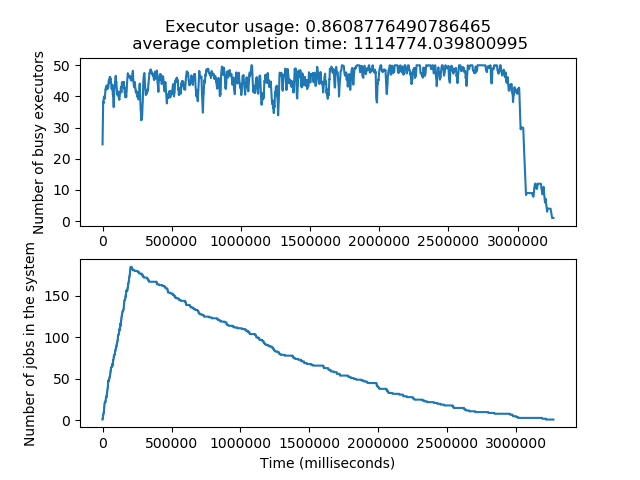 Executor usage: 0.8608776490786465
average completion time: 1114774.039800995
Number of busy executors
50
40
30
20
10
0
0 500000 1000000 1500000 2000000 2500000 3000000
Number of jobs in the system
150
100
50
0
0 500000 1000000 1500000 2000000 2500000 3000000
Time (milliseconds)